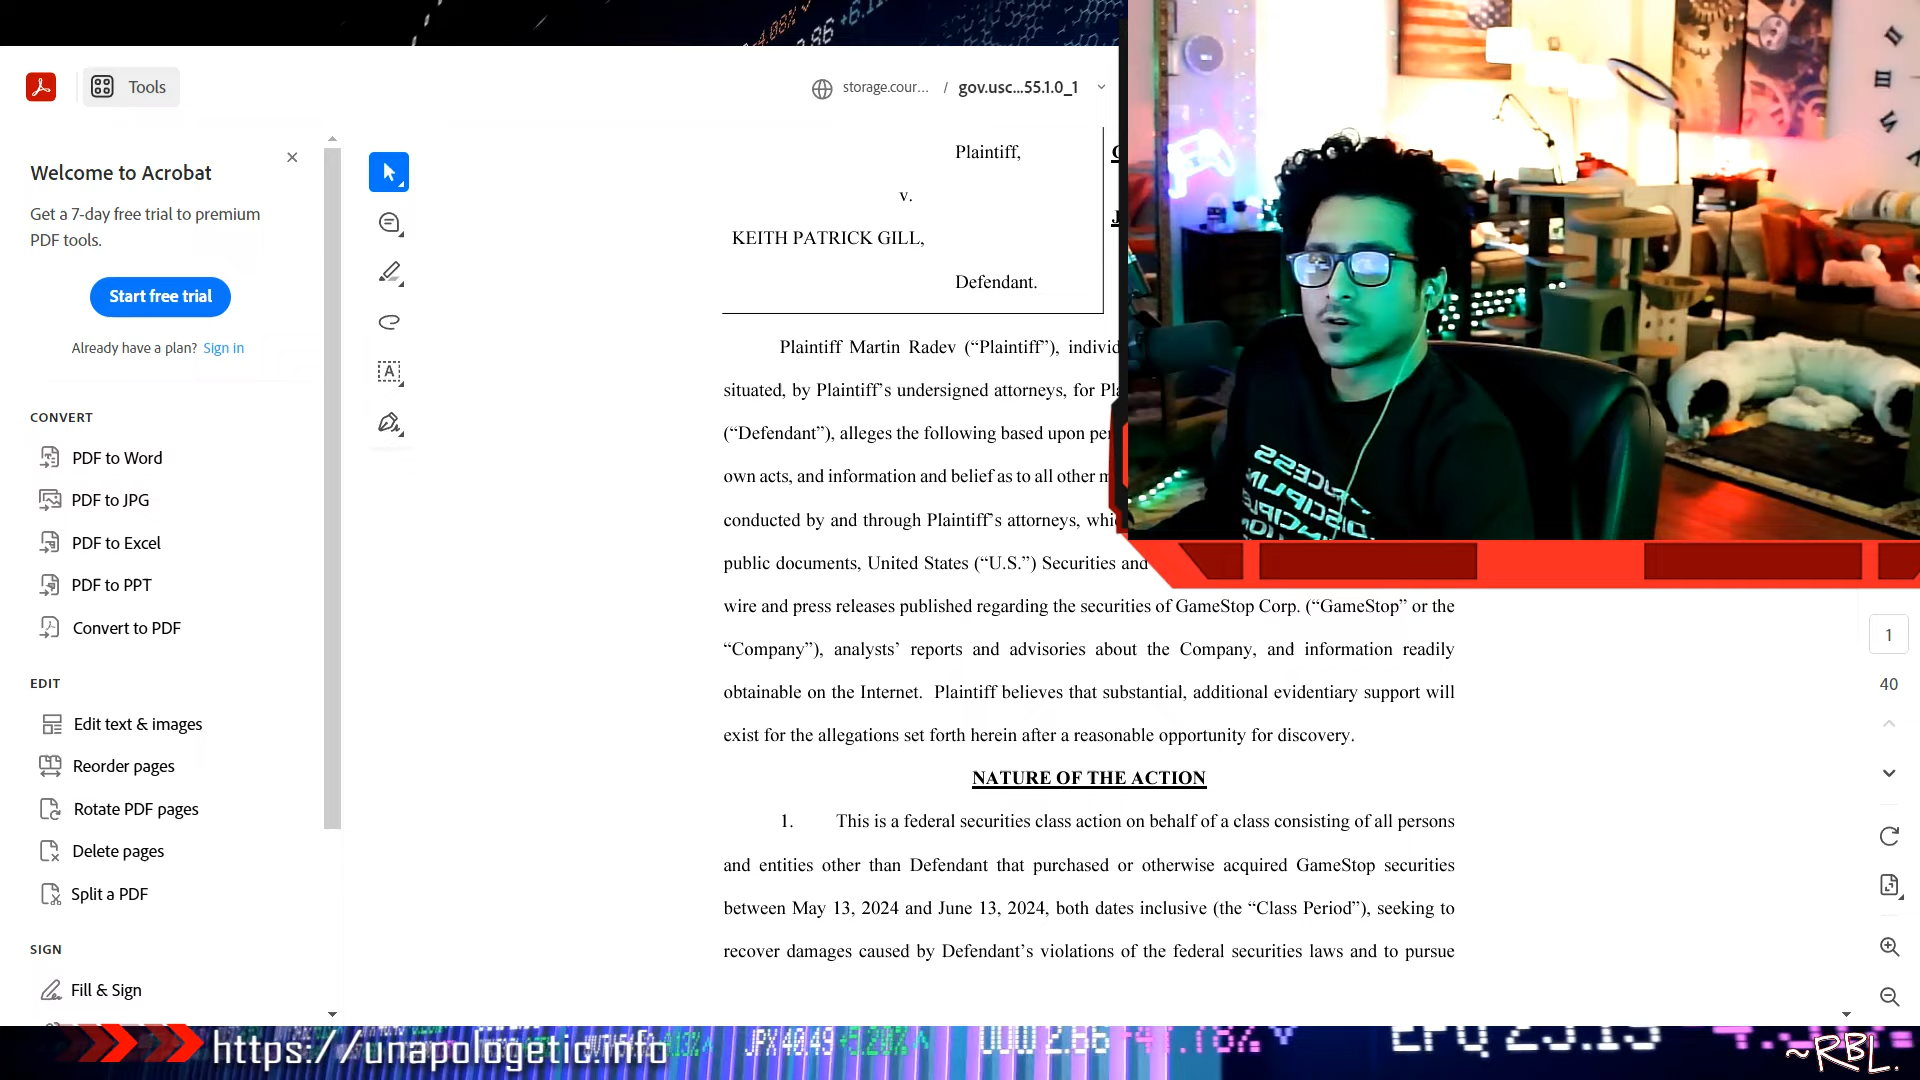 Tools
storage.cour... / gov.usc...55.1.0_1
Welcome to Acrobat
Get a 7-day free trial to premium
PDF tools.
Start free trial
Already have a plan? Sign in
CONVERT
PDF to Word
PDF to JPG
PDF to Excel
PDF to PPT
Convert to PDF
EDIT
Edit text & images
Reorder pages
Rotate PDF pages
Delete pages
Split a PDF
SIGN
Fill & Sign
Plaintiff,
v.
KEITH PATRICK GILL,
Defendant.
Plaintiff Martin Radev (“Plaintiff”), individ
situated, by Plaintiff’s undersigned attorneys, for Pla
(“Defendant”), alleges the following based upon per
own acts, and information and belief as to all other m
conducted by and through Plaintiff’s attorneys, whi
public documents, United States (“U.S.”) Securities and
wire and press releases published regarding the securities of GameStop Corp. (“GameStop” or the
“Company”), analysts’ reports and advisories about the Company, and information readily
obtainable on the Internet. Plaintiff believes that substantial, additional evidentiary support will
exist for the allegations set forth herein after a reasonable opportunity for discovery.
NATURE OF THE ACTION
1. This is a federal securities class action on behalf of a class consisting of all persons
and entities other than Defendant that purchased or otherwise acquired GameStop securities
between May 13, 2024 and June 13, 2024, both dates inclusive (the “Class Period”), seeking to
recover damages caused by Defendant’s violations of the federal securities laws and to pursue
1
40
https://unapologetic.info
JPX 40.49
~RBL.